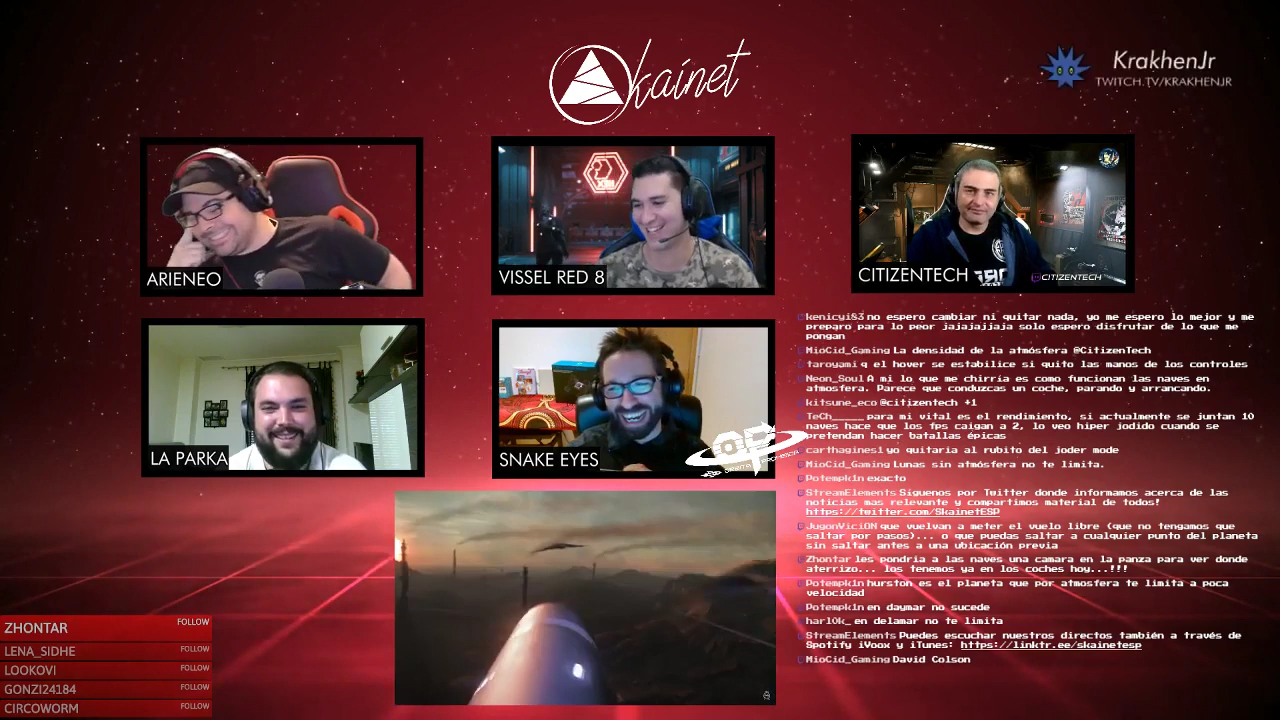 kainet
KrakhenJr
TWITCH.TV/KRAKHENJR
XIII
ARIENEO
VISSEL RED 8
CITIZENTECH
CITIZENTECH
LA PARKA
SNAKE EYES
kenicyi83 no espero cambiar ni quitar nada, yo me espero lo mejor y me
preparo para lo peor jajajajjaja solo espero disfrutar de lo que me
pongan
MioCid_Gaming La densidad de la atmósfera @CitizenTech
taroyami q el hover se estabilice si quito las manos de los controles
Neon_Soul A mi lo que me chirría es como funcionan las naves en
atmosfera. Parece que conduzcas un coche, parando y arrancando.
kitsune_eco @citizentech +1
TeCh_____ para mi vital es el rendimiento, si actualmente se juntan 10
naves hace que los fps caigan a 2, lo veo hiper jodido cuando se
pretendan hacer batallas épicas
carthagines1 yo quitaria al rubito del joder mode
MioCid_Gaming Lunas sin atmósfera no te limita.
Potempk1n exacto
StreamElements Síguenos por Twitter donde informamos acerca de las
noticias mas relevante y compartimos material de todos!
https://twitter.com/SkainetESP
JugonViciON que vuelvan a meter el vuelo libre (que no tengamos que
saltar por pasos)... o que puedas saltar a cualquier punto del planeta
sin saltar antes a una ubicación previa
Zhontar les pondria a las naves una camara en la panza para ver donde
aterrizo... los tenemos ya en los coches hoy...!!!
Potempk1n hurston es el planeta que por atmosfera te limita a poca
velocidad
Potempk1n en daymar no sucede
harl0k_ en delamar no te limita
StreamElements Puedes escuchar nuestros directos también a través de
Spotify iVoox y iTunes: https://linktr.ee/skainetesp
MioCid_Gaming David Colson
ZHONTAR FOLLOW
LENA_SIDHE FOLLOW
LOOKOVI FOLLOW
GONZI24184 FOLLOW
CIRCOWORM FOLLOW